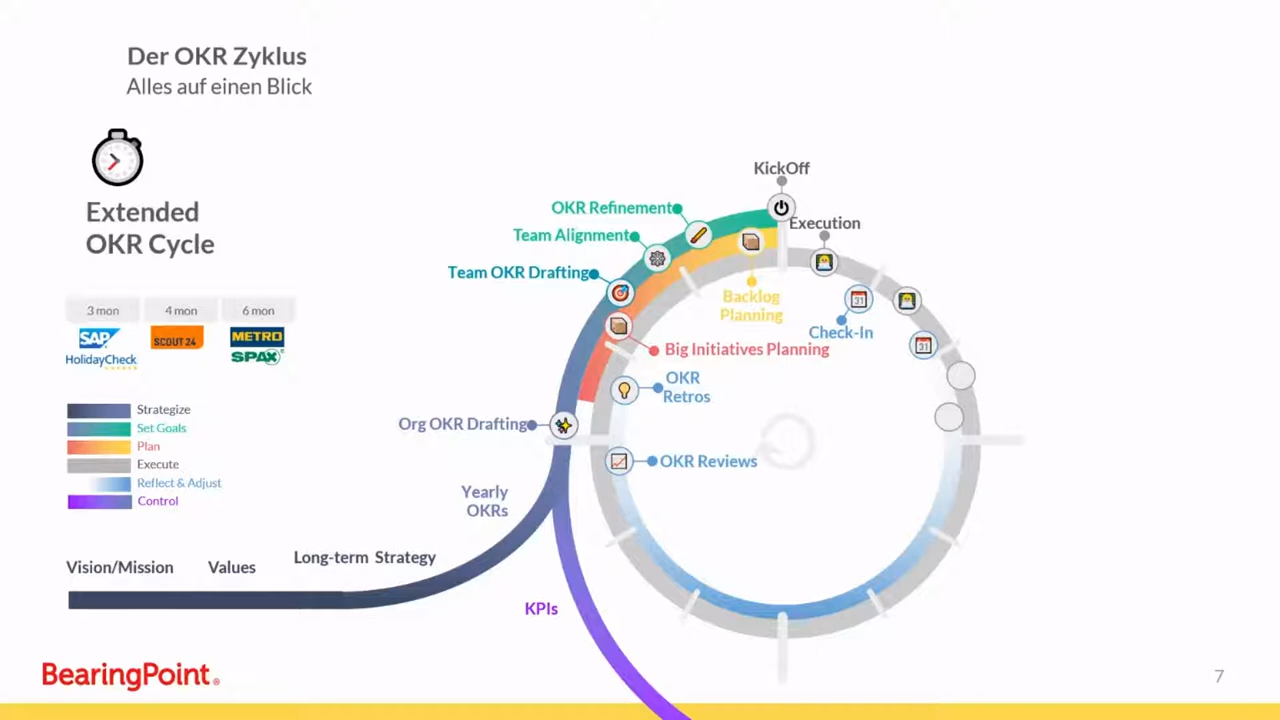 Der OKR Zyklus
Alles auf einen Blick
Extended
OKR Cycle
3 mon
4 mon
6 mon
SAP
HolidayCheck
SCOUT 24
METRO
SPAX
Strategize
Set Goals
Plan
Execute
Reflect & Adjust
Control
Vision/Mission
Values
Long-term Strategy
Yearly
OKRs
KPIs
Org OKR Drafting
Team OKR Drafting
Team Alignment
OKR Refinement
KickOff
Execution
31
Check-In
31
Backlog
Planning
Big Initiatives Planning
OKR
Retros
OKR Reviews
BearingPoint®
7